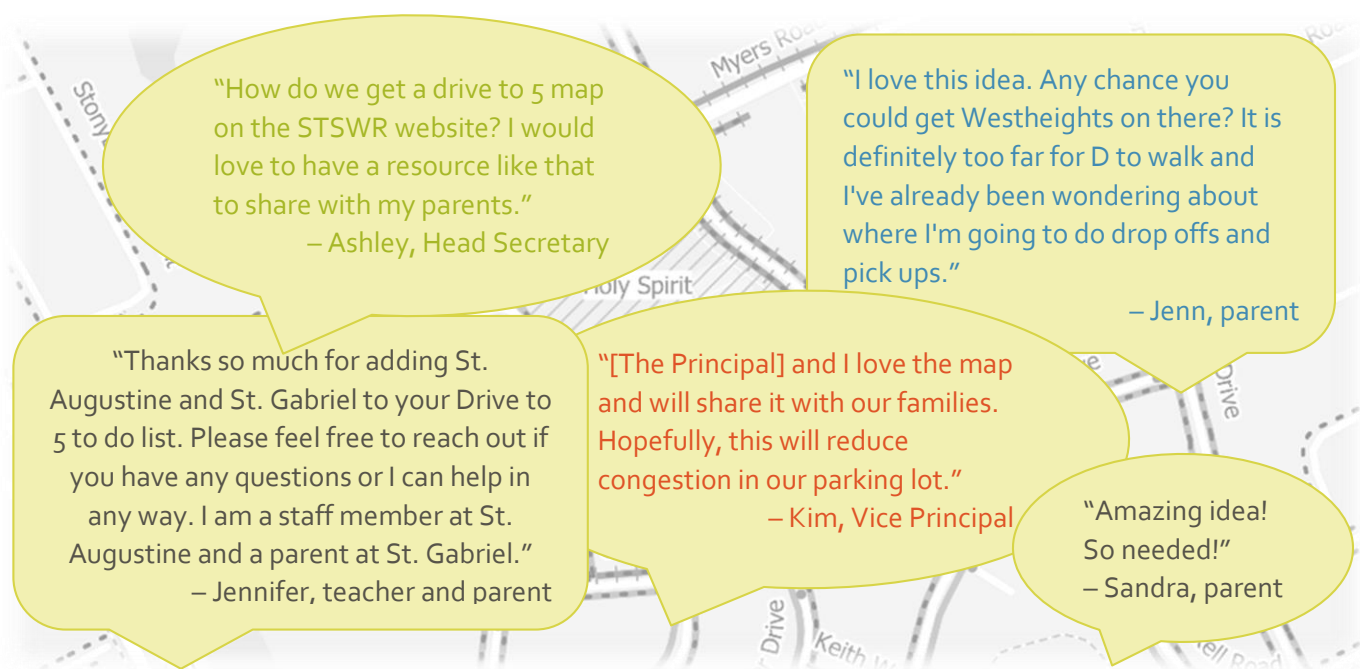 “How do we get a drive to 5 map
on the STSWR website? I would
love to have a resource like that
to share with my parents.”
– Ashley, Head Secretary
“I love this idea. Any chance you
could get Westheights on there? It is
definitely too far for D to walk and
I've already been wondering about
where I'm going to do drop offs and
pick ups.”
– Jenn, parent
“Thanks so much for adding St.
Augustine and St. Gabriel to your Drive to
5 to do list. Please feel free to reach out if
you have any questions or I can help in
any way. I am a staff member at St.
Augustine and a parent at St. Gabriel.”
– Jennifer, teacher and parent
“[The Principal] and I love the map
and will share it with our families.
Hopefully, this will reduce
congestion in our parking lot.”
– Kim, Vice Principal
“Amazing idea!
So needed!”
– Sandra, parent
Myers Road
Holy Spirit
Drive
Drive
Keith
Road